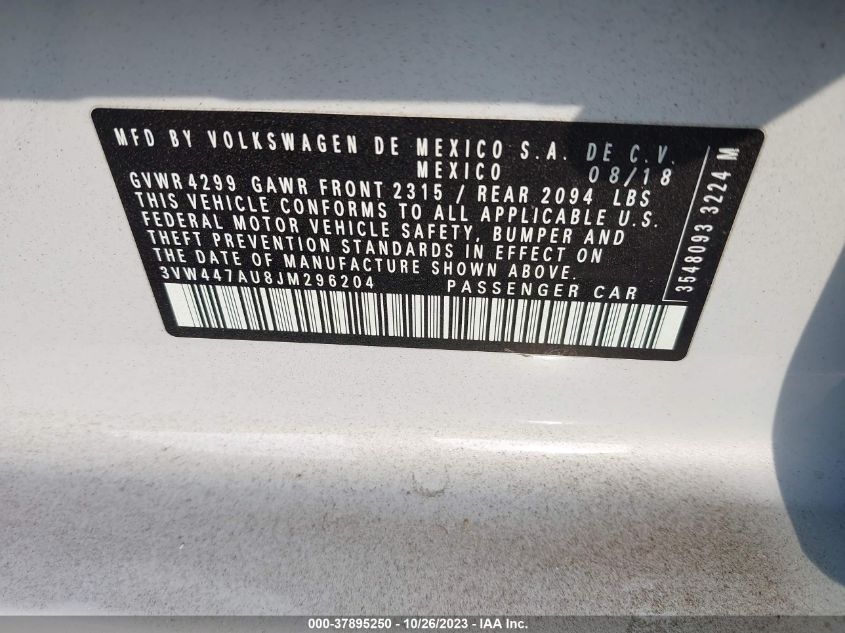 MFD BY VOLKSWAGEN DE MEXICO S.A. DE C.V.
MEXICO 08/18
GVWR 4299 GAWR FRONT 2315 / REAR 2094 LBS
THIS VEHICLE CONFORMS TO ALL APPLICABLE U.S.
FEDERAL MOTOR VEHICLE SAFETY, BUMPER AND
THEFT PREVENTION STANDARDS IN EFFECT ON
THE DATE OF MANUFACTURE SHOWN ABOVE.
3VW447AU8JM296204 PASSENGER CAR
3548093 3224 M
000-37895250 - 10/26/2023 - IAA Inc.